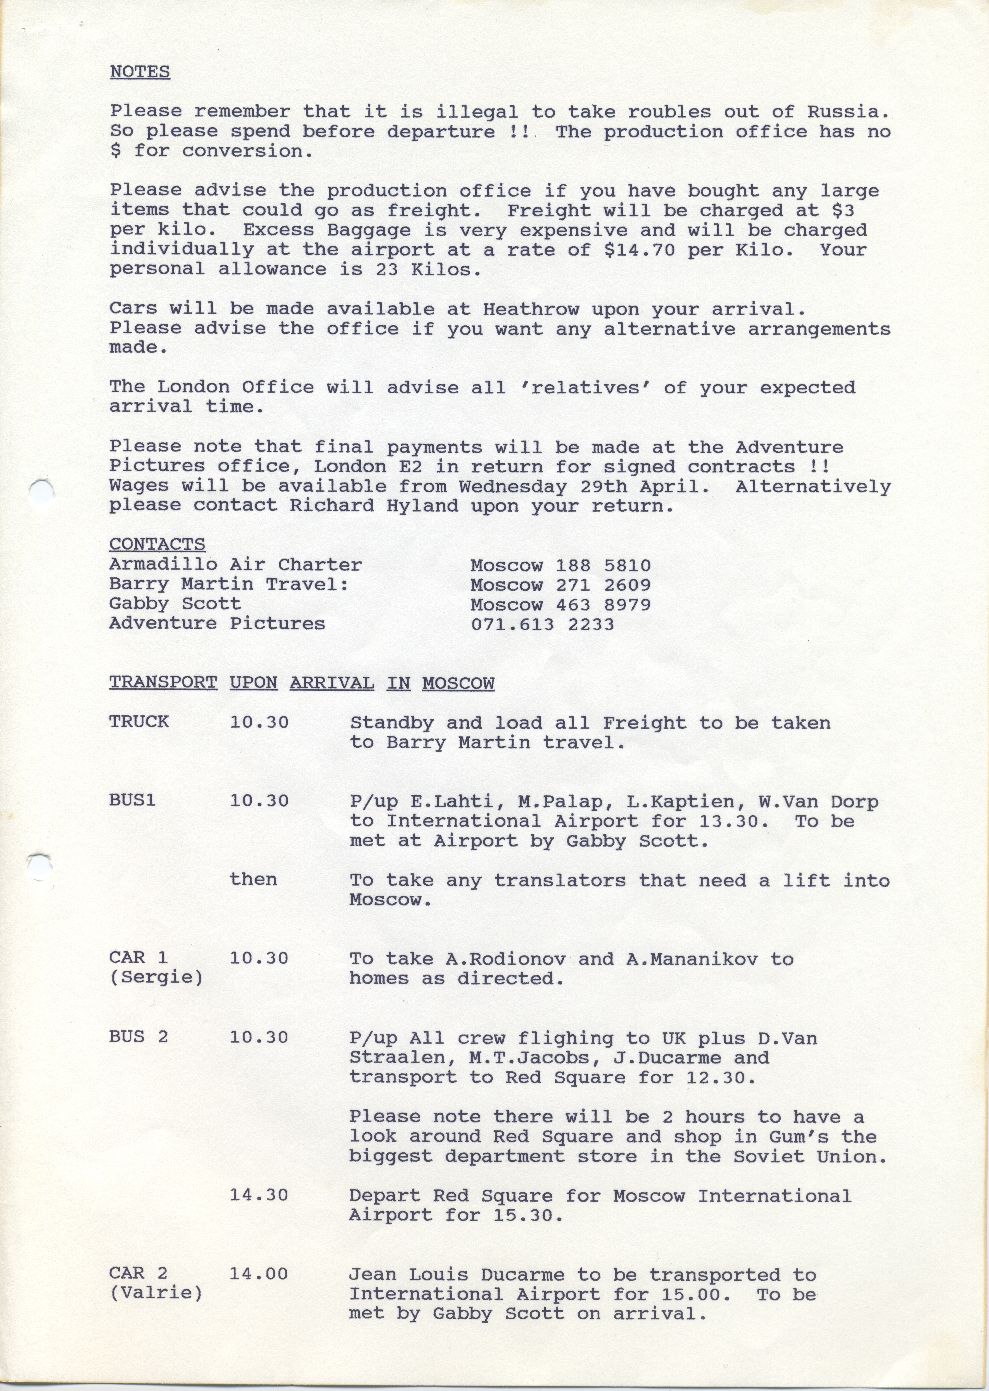 NOTES
Please remember that it is illegal to take roubles out of Russia.
So please spend before departure !!. The production office has no
$ for conversion.
Please advise the production office if you have bought any large
items that could go as freight. Freight will be charged at $3
per kilo. Excess Baggage is very expensive and will be charged
individually at the airport at a rate of $14.70 per Kilo. Your
personal allowance is 23 Kilos.
Cars will be made available at Heathrow upon your arrival.
Please advise the office if you want any alternative arrangements
made.
The London Office will advise all 'relatives' of your expected
arrival time.
Please note that final payments will be made at the Adventure
Pictures office, London E2 in return for signed contracts !!
Wages will be available from Wednesday 29th April. Alternatively
please contact Richard Hyland upon your return.
CONTACTS
Armadillo Air Charter Moscow 188 5810
Barry Martin Travel: Moscow 271 2609
Gabby Scott Moscow 463 8979
Adventure Pictures 071.613 2233
TRANSPORT UPON ARRIVAL IN MOSCOW
TRUCK 10.30 Standby and load all Freight to be taken
to Barry Martin travel.
BUS1 10.30 P/up E.Lahti, M.Palap, L.Kaptien, W.Van Dorp
to International Airport for 13.30. To be
met at Airport by Gabby Scott.
then To take any translators that need a lift into
Moscow.
CAR 1 10.30 To take A.Rodionov and A.Mananikov to
(Sergie) homes as directed.
BUS 2 10.30 P/up All crew flighing to UK plus D.Van
Straalen, M.T.Jacobs, J.Ducarme and
transport to Red Square for 12.30.
Please note there will be 2 hours to have a
look around Red Square and shop in Gum's the
biggest department store in the Soviet Union.
14.30 Depart Red Square for Moscow International
Airport for 15.30.
CAR 2 14.00 Jean Louis Ducarme to be transported to
(Valrie) International Airport for 15.00. To be
met by Gabby Scott on arrival.